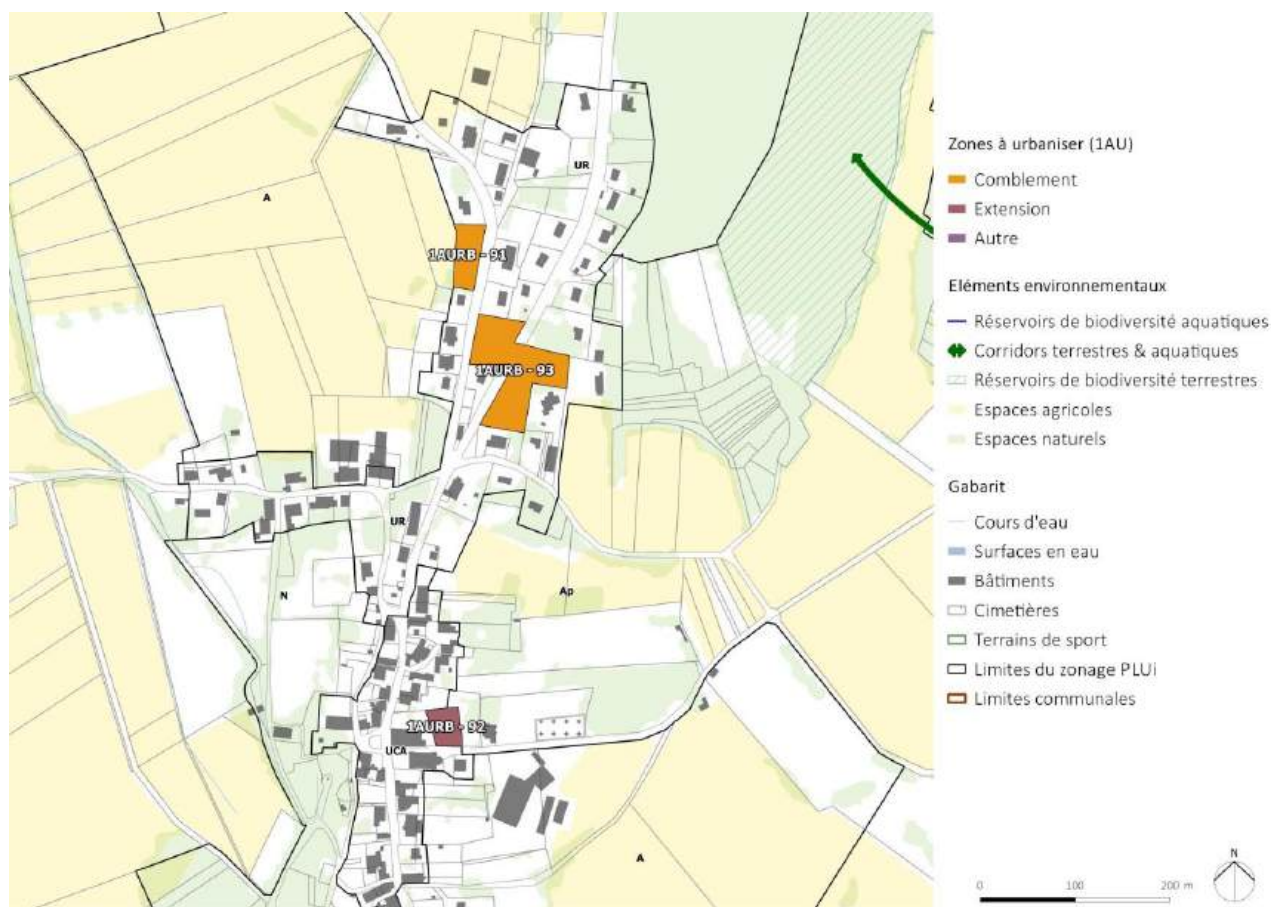 UR
A
1AURB - 91
1AURB - 93
UR
N
Ap
1AURB - 92
UCA
A
Zones à urbaniser (1AU)
Comblement
Extension
Autre
Eléments environnementaux
Réservoirs de biodiversité aquatiques
Corridors terrestres & aquatiques
Réservoirs de biodiversité terrestres
Espaces agricoles
Espaces naturels
Gabarit
Cours d'eau
Surfaces en eau
Bâtiments
Cimetières
Terrains de sport
Limites du zonage PLUi
Limites communales
N
0 100 200 m